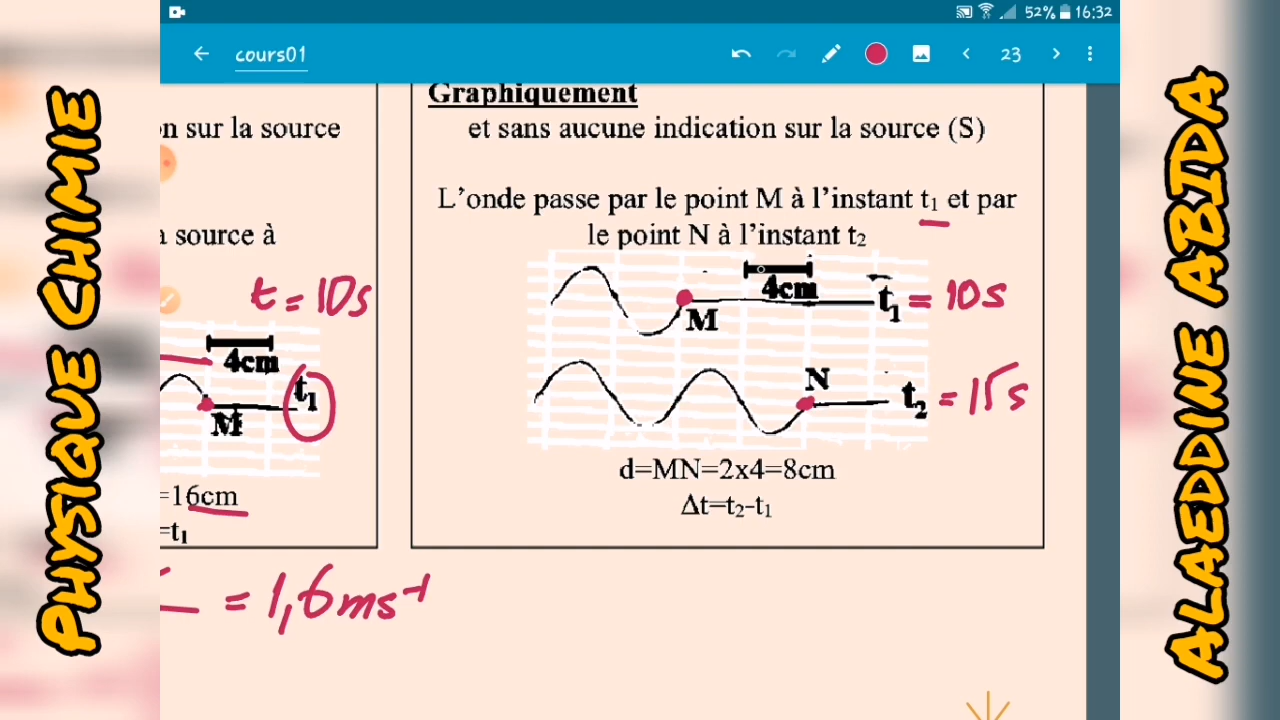 PHYSIQUE CHIMIE
52% 16:32
cours01
23
n sur la source
a source à
t = 10s
4cm
t1
M
=16cm
=t1
= 1,6 ms-1
Graphiquement
et sans aucune indication sur la source (S)
L'onde passe par le point M à l'instant t1 et par
le point N à l'instant t2
4cm
t1 = 10s
M
N
t2 = 15s
d=MN=2x4=8cm
Δt=t2-t1
ALAEDDINE ABIDA